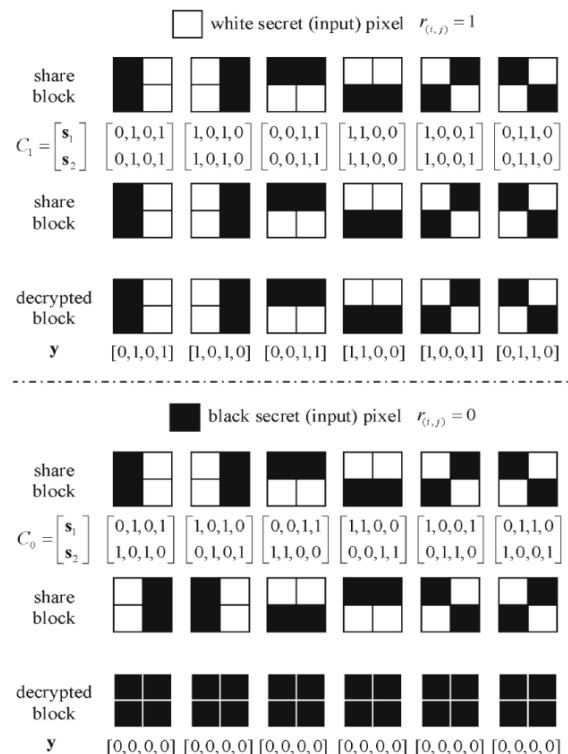 white secret (input) pixel r(i,j) = 1
share block
C1 = [s1 s2] [0,1,0,1 0,1,0,1] [1,0,1,0 1,0,1,0] [0,0,1,1 0,0,1,1] [1,1,0,0 1,1,0,0] [1,0,0,1 1,0,0,1] [0,1,1,0 0,1,1,0]
share block
decrypted block
y [0,1,0,1] [1,0,1,0] [0,0,1,1] [1,1,0,0] [1,0,0,1] [0,1,1,0]
black secret (input) pixel r(i,j) = 0
share block
C0 = [s1 s2] [0,1,0,1 1,0,1,0] [1,0,1,0 0,1,0,1] [0,0,1,1 1,1,0,0] [1,1,0,0 0,0,1,1] [1,0,0,1 0,1,1,0] [0,1,1,0 1,0,0,1]
share block
decrypted block
y [0,0,0,0] [0,0,0,0] [0,0,0,0] [0,0,0,0] [0,0,0,0] [0,0,0,0]